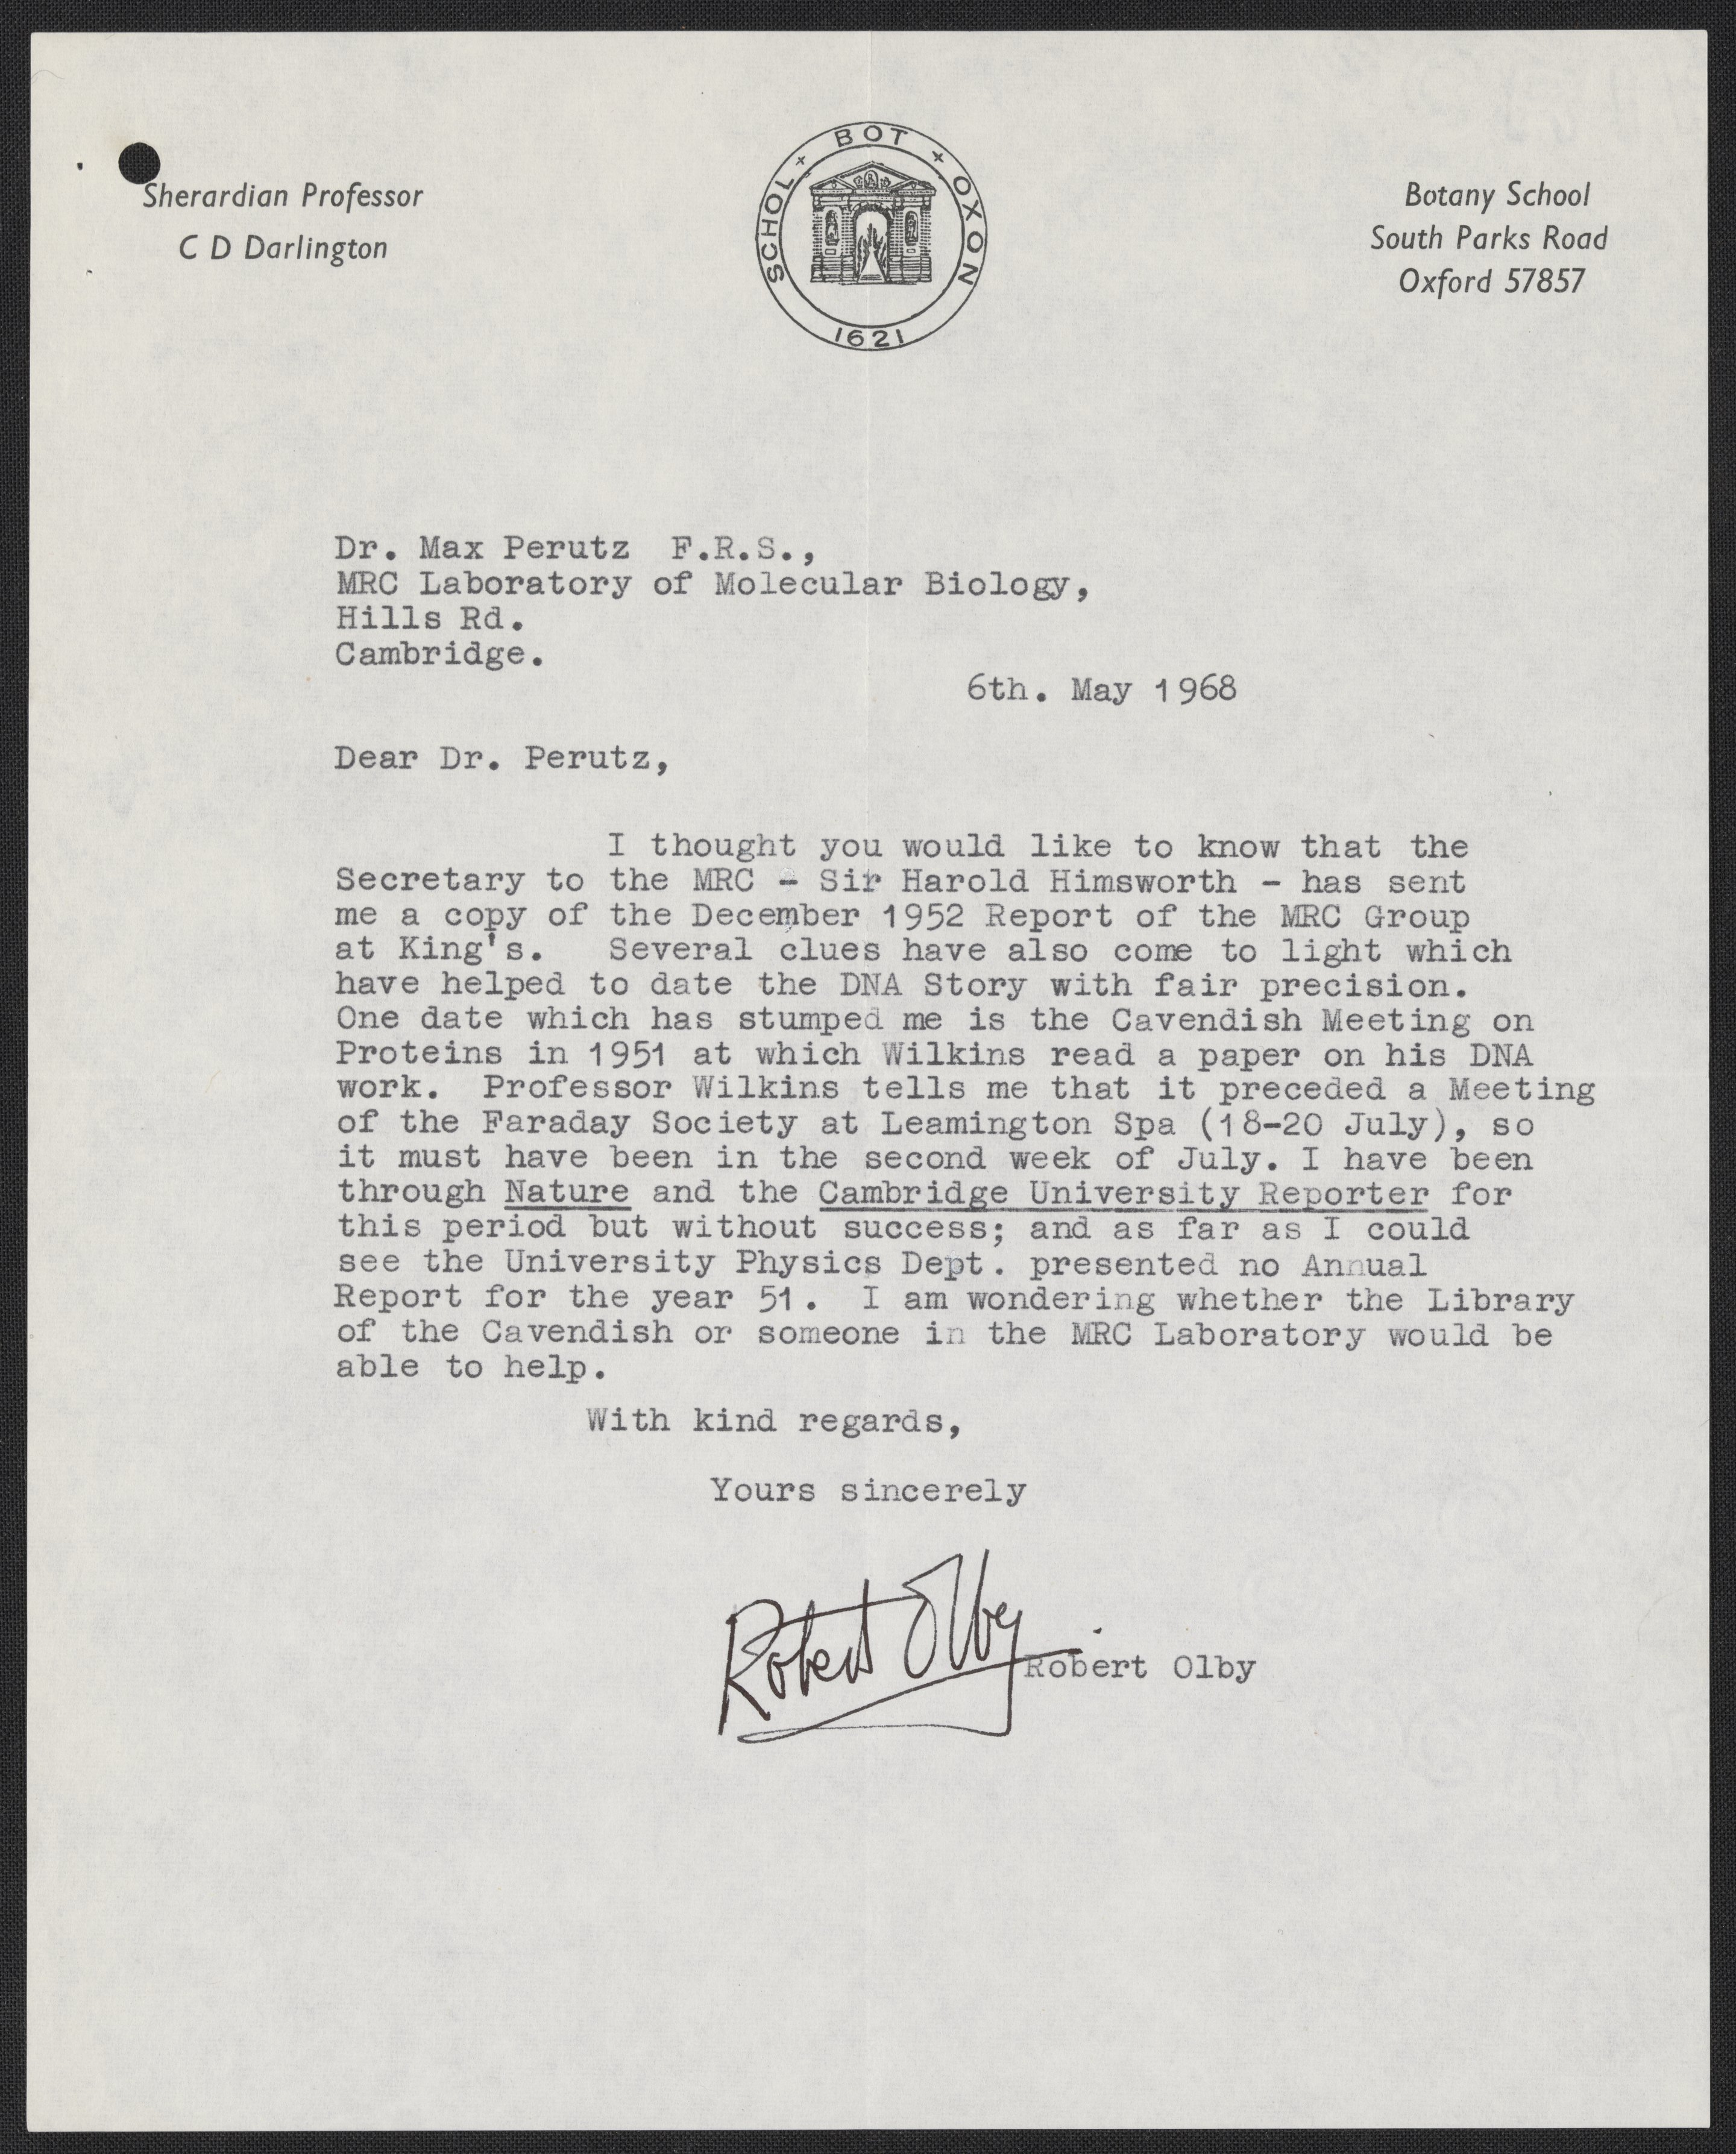 Sherardian Professor
C D Darlington
SCHOL + BOT + OXON
1621
Botany School
South Parks Road
Oxford 57857
Dr. Max Perutz F.R.S.,
MRC Laboratory of Molecular Biology,
Hills Rd.
Cambridge.
6th. May 1968
Dear Dr. Perutz,
I thought you would like to know that the
Secretary to the MRC - Sir Harold Himsworth - has sent
me a copy of the December 1952 Report of the MRC Group
at King's. Several clues have also come to light which
have helped to date the DNA Story with fair precision.
One date which has stumped me is the Cavendish Meeting on
Proteins in 1951 at which Wilkins read a paper on his DNA
work. Professor Wilkins tells me that it preceded a Meeting
of the Faraday Society at Leamington Spa (18-20 July), so
it must have been in the second week of July. I have been
through Nature and the Cambridge University Reporter for
this period but without success; and as far as I could
see the University Physics Dept. presented no Annual
Report for the year 51. I am wondering whether the Library
of the Cavendish or someone in the MRC Laboratory would be
able to help.
With kind regards,
Yours sincerely
Robert Olby
Robert Olby